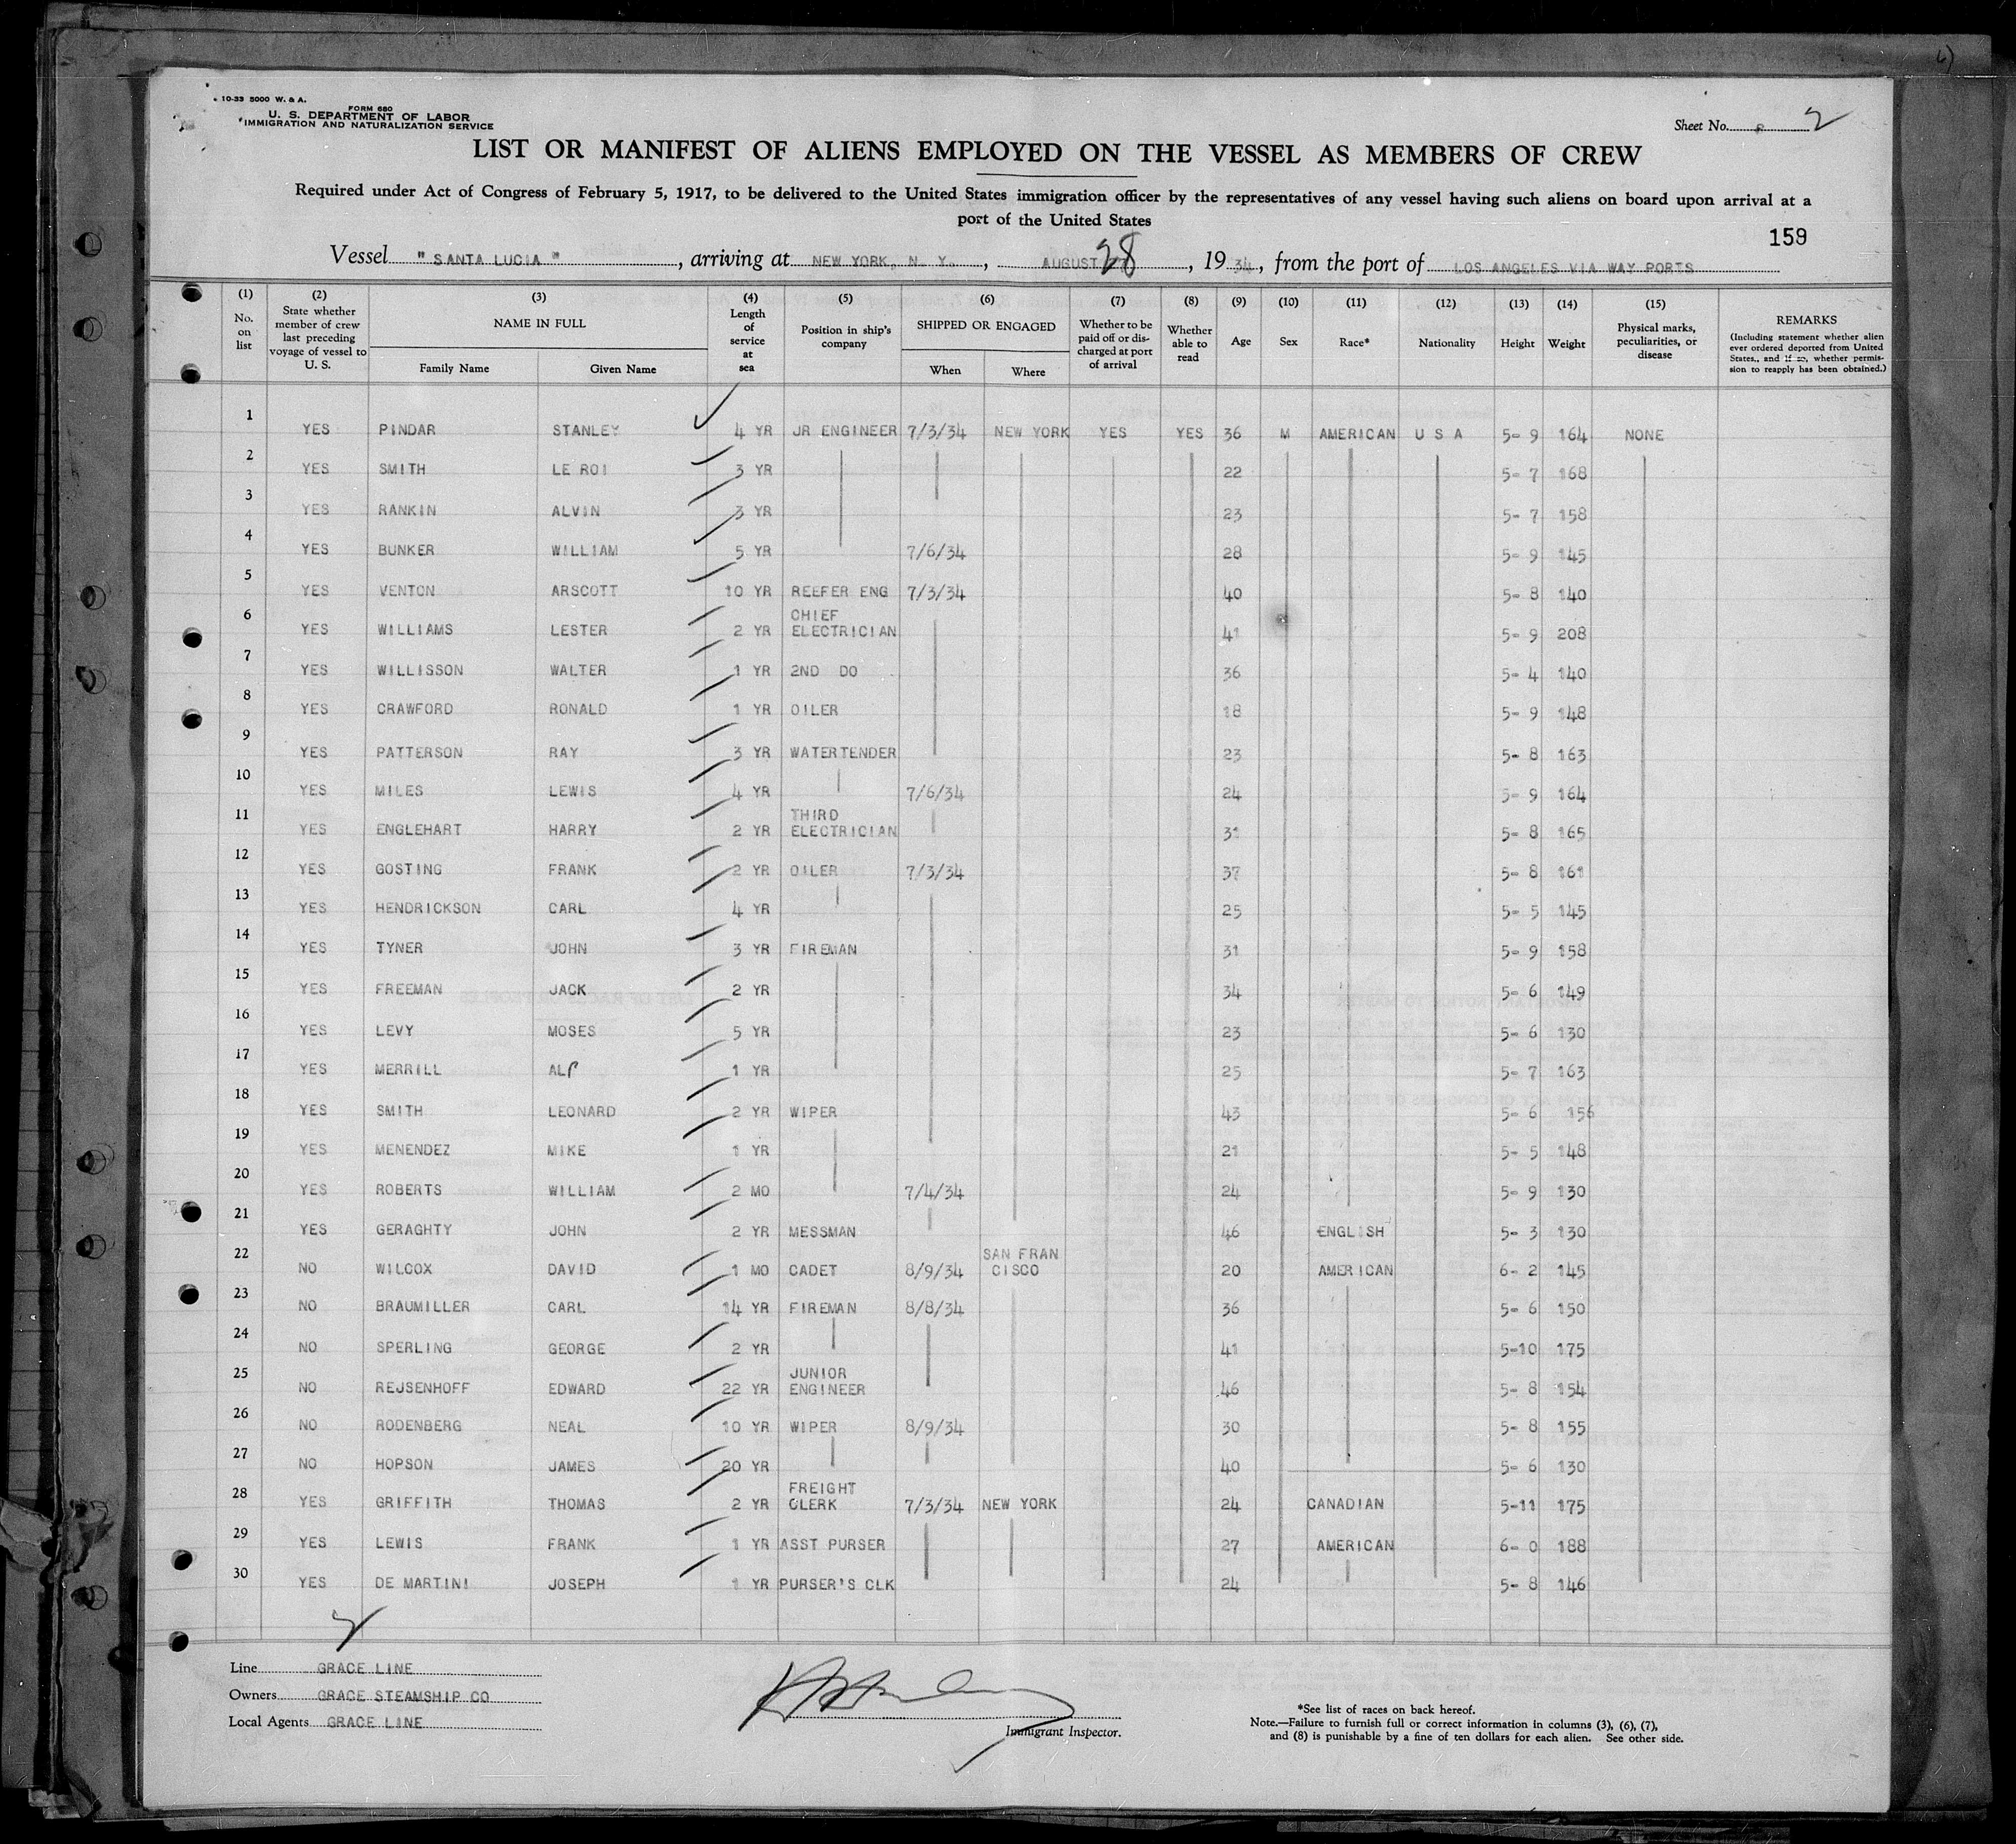 10-33 5000 W. & A.
FORM 680
U. S. DEPARTMENT OF LABOR
IMMIGRATION AND NATURALIZATION SERVICE
Sheet No. 2
LIST OR MANIFEST OF ALIENS EMPLOYED ON THE VESSEL AS MEMBERS OF CREW
Required under Act of Congress of February 5, 1917, to be delivered to the United States immigration officer by the representatives of any vessel having such aliens on board upon arrival at a
port of the United States
159
Vessel "SANTA LUCIA", arriving at NEW YORK, N. Y., AUGUST 28, 1934, from the port of LOS ANGELES VIA WAY PORTS
(1) No. on list (2) State whether member of crew last preceding voyage of vessel to U. S. (3) NAME IN FULL Family Name Given Name (4) Length of service at sea (5) Position in ship's company (6) SHIPPED OR ENGAGED When Where (7) Whether to be paid off or discharged at port of arrival (8) Whether able to read (9) Age (10) Sex (11) Race* (12) Nationality (13) Height (14) Weight (15) Physical marks, peculiarities, or disease REMARKS (Including statement whether alien ever ordered deported from United States, and if so, whether permission to reapply has been obtained.)
1 YES PINDAR STANLEY 4 YR JR ENGINEER 7/3/34 NEW YORK YES YES 36 M AMERICAN U S A 5-9 164 NONE
2 YES SMITH LE ROI 3 YR 22 5-7 168
3 YES RANKIN ALVIN 3 YR 23 5-7 158
4 YES BUNKER WILLIAM 5 YR 7/6/34 28 5-9 145
5 YES VENTON ARSCOTT 10 YR REEFER ENG 7/3/34 40 5-8 140
6 YES WILLIAMS LESTER 2 YR CHIEF ELECTRICIAN 41 5-9 208
7 YES WILLISSON WALTER 1 YR 2ND DO 36 5-4 140
8 YES CRAWFORD RONALD 1 YR OILER 18 5-9 148
9 YES PATTERSON RAY 3 YR WATERTENDER 23 5-8 163
10 YES MILES LEWIS 4 YR 7/6/34 24 5-9 164
11 YES ENGLEHART HARRY 2 YR THIRD ELECTRICIAN 31 5-8 165
12 YES GOSTING FRANK 2 YR OILER 7/3/34 37 5-8 161
13 YES HENDRICKSON CARL 4 YR 25 5-5 145
14 YES TYNER JOHN 3 YR FIREMAN 31 5-9 158
15 YES FREEMAN JACK 2 YR 34 5-6 149
16 YES LEVY MOSES 5 YR 23 5-6 130
17 YES MERRILL ALF 1 YR 25 5-7 163
18 YES SMITH LEONARD 2 YR WIPER 43 5-6 156
19 YES MENENDEZ MIKE 1 YR 21 5-5 148
20 YES ROBERTS WILLIAM 2 MO 7/4/34 24 5-9 130
21 YES GERAGHTY JOHN 2 YR MESSMAN 46 ENGLISH 5-3 130
22 NO WILCOX DAVID 1 MO CADET 8/9/34 SAN FRANCISCO 20 AMERICAN 6-2 145
23 NO BRAUMILLER CARL 14 YR FIREMAN 8/8/34 36 5-6 150
24 NO SPERLING GEORGE 2 YR 41 5-10 175
25 NO REJSENHOFF EDWARD 22 YR JUNIOR ENGINEER 46 5-8 154
26 NO RODENBERG NEAL 10 YR WIPER 8/9/34 30 5-8 155
27 NO HOPSON JAMES 20 YR 40 5-6 130
28 YES GRIFFITH THOMAS 2 YR FREIGHT CLERK 7/3/34 NEW YORK 24 CANADIAN 5-11 175
29 YES LEWIS FRANK 1 YR ASST PURSER 27 AMERICAN 6-0 188
30 YES DE MARTINI JOSEPH 1 YR PURSER'S CLK 24 5-8 146
Line GRACE LINE
Owners GRACE STEAMSHIP CO
Local Agents GRACE LINE
Immigrant Inspector.
*See list of races on back hereof.
Note.—Failure to furnish full or correct information in columns (3), (6), (7),
and (8) is punishable by a fine of ten dollars for each alien. See other side.